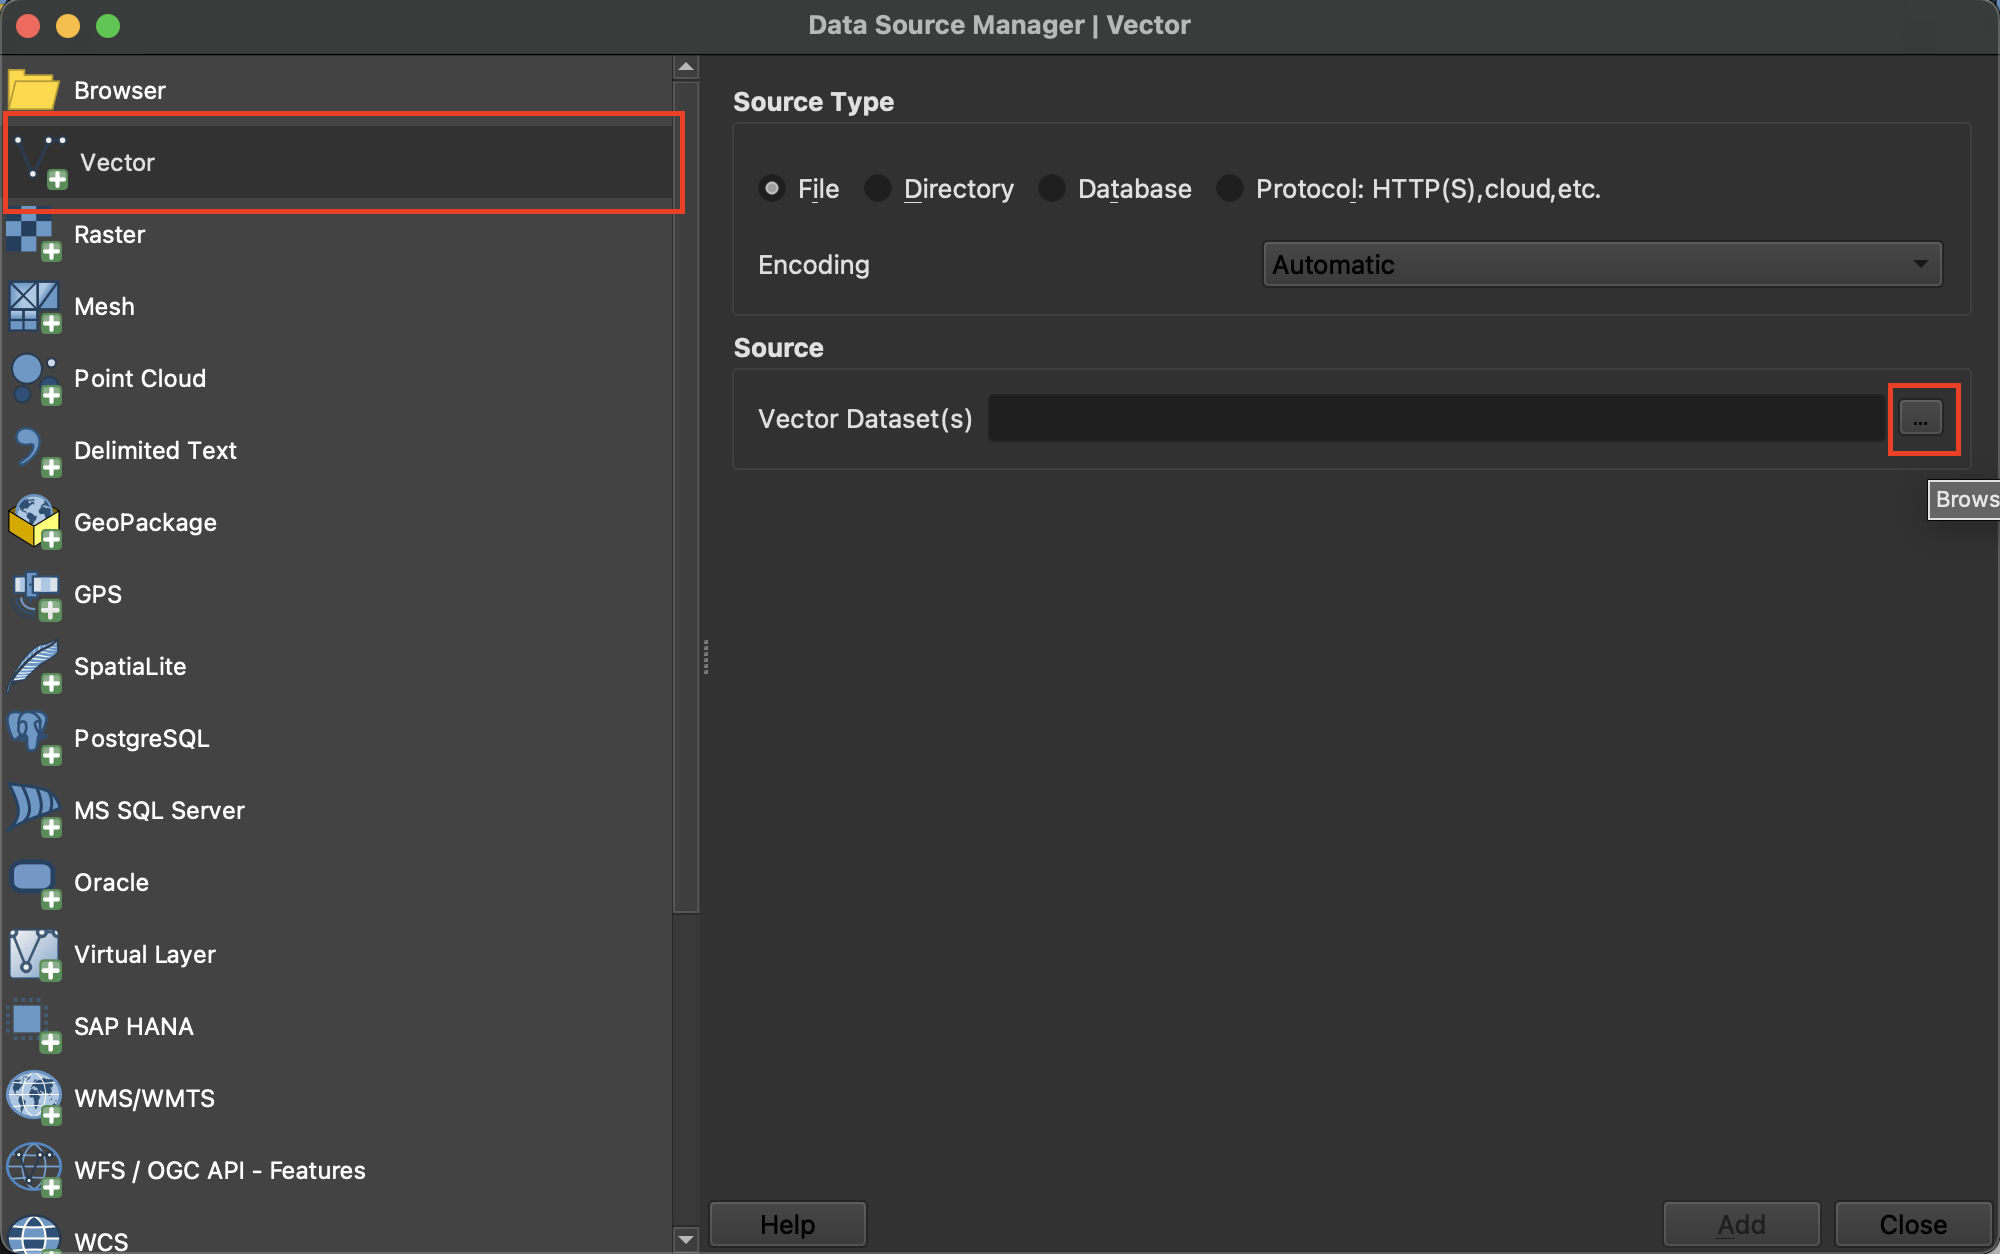 Data Source Manager | Vector
Browser
Vector
Raster
Mesh
Point Cloud
Delimited Text
GeoPackage
GPS
SpatiaLite
PostgreSQL
MS SQL Server
Oracle
Virtual Layer
SAP HANA
WMS/WMTS
WFS / OGC API - Features
WCS
Source Type
File Directory Database Protocol: HTTP(S),cloud,etc.
Encoding Automatic
Source
Vector Dataset(s) ...
Brows
Help Add Close